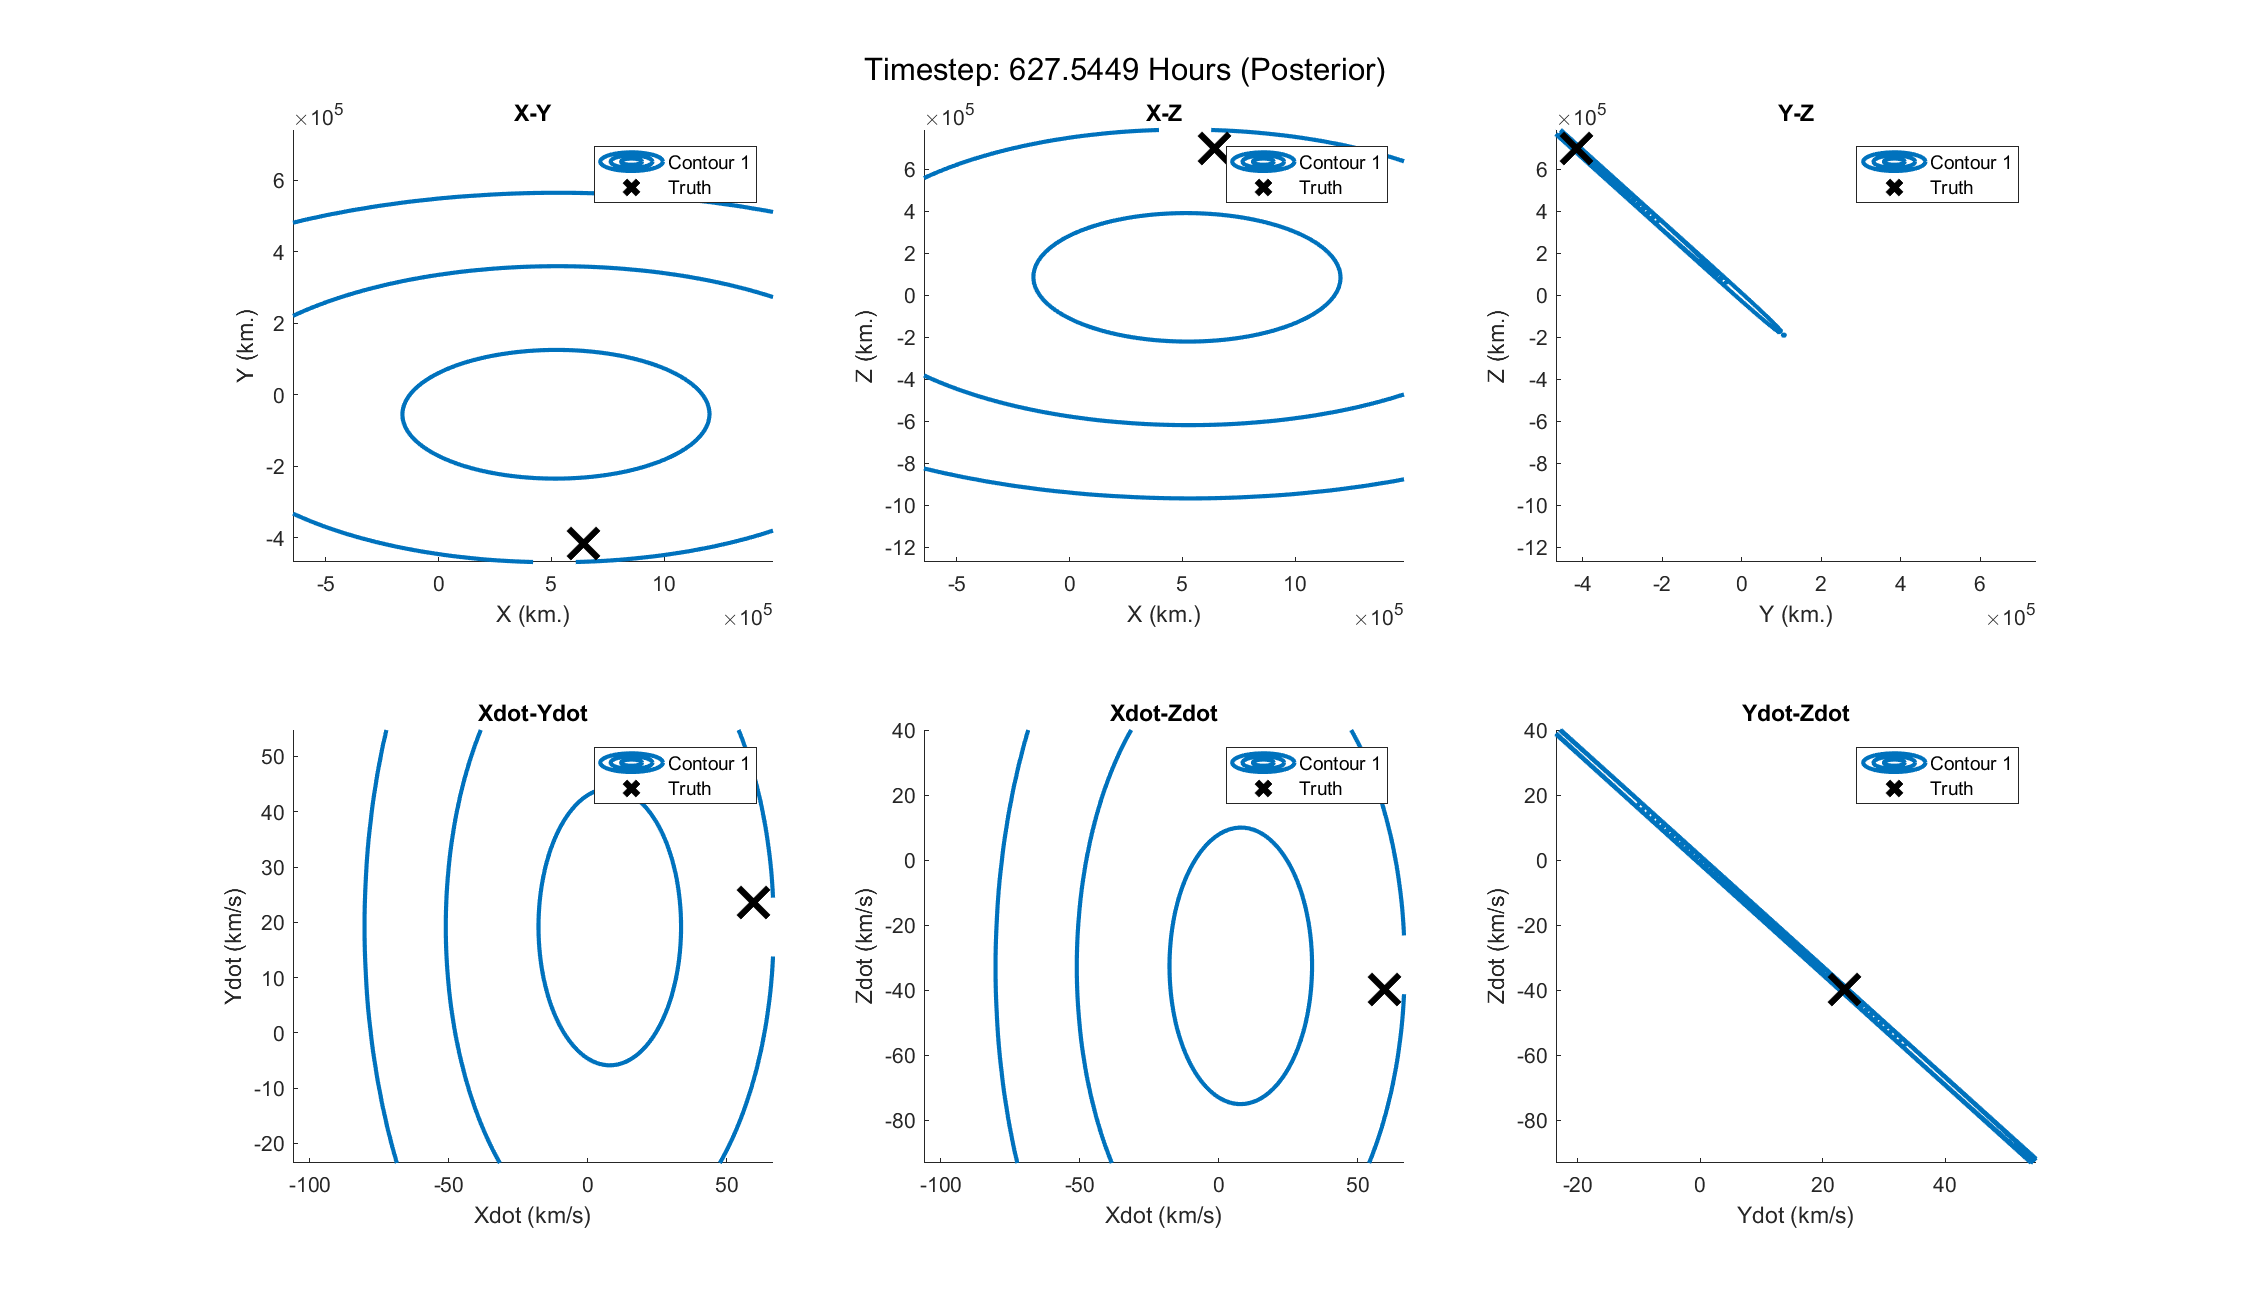 Timestep: 627.5449 Hours (Posterior)
X-Y
×10^5
6
4
2
0
-2
-4
Y (km.)
-5 0 5 10
X (km.)
×10^5
Contour 1
Truth
X-Z
×10^5
6
4
2
0
-2
-4
-6
-8
-10
-12
Z (km.)
-5 0 5 10
X (km.)
×10^5
Contour 1
Truth
Y-Z
×10^5
6
4
2
0
-2
-4
-6
-8
-10
-12
Z (km.)
-4 -2 0 2 4 6
Y (km.)
×10^5
Contour 1
Truth
Xdot-Ydot
50
40
30
20
10
0
-10
-20
Ydot (km/s)
-100 -50 0 50
Xdot (km/s)
Contour 1
Truth
Xdot-Zdot
40
20
0
-20
-40
-60
-80
Zdot (km/s)
-100 -50 0 50
Xdot (km/s)
Contour 1
Truth
Ydot-Zdot
40
20
0
-20
-40
-60
-80
Zdot (km/s)
-20 0 20 40
Ydot (km/s)
Contour 1
Truth